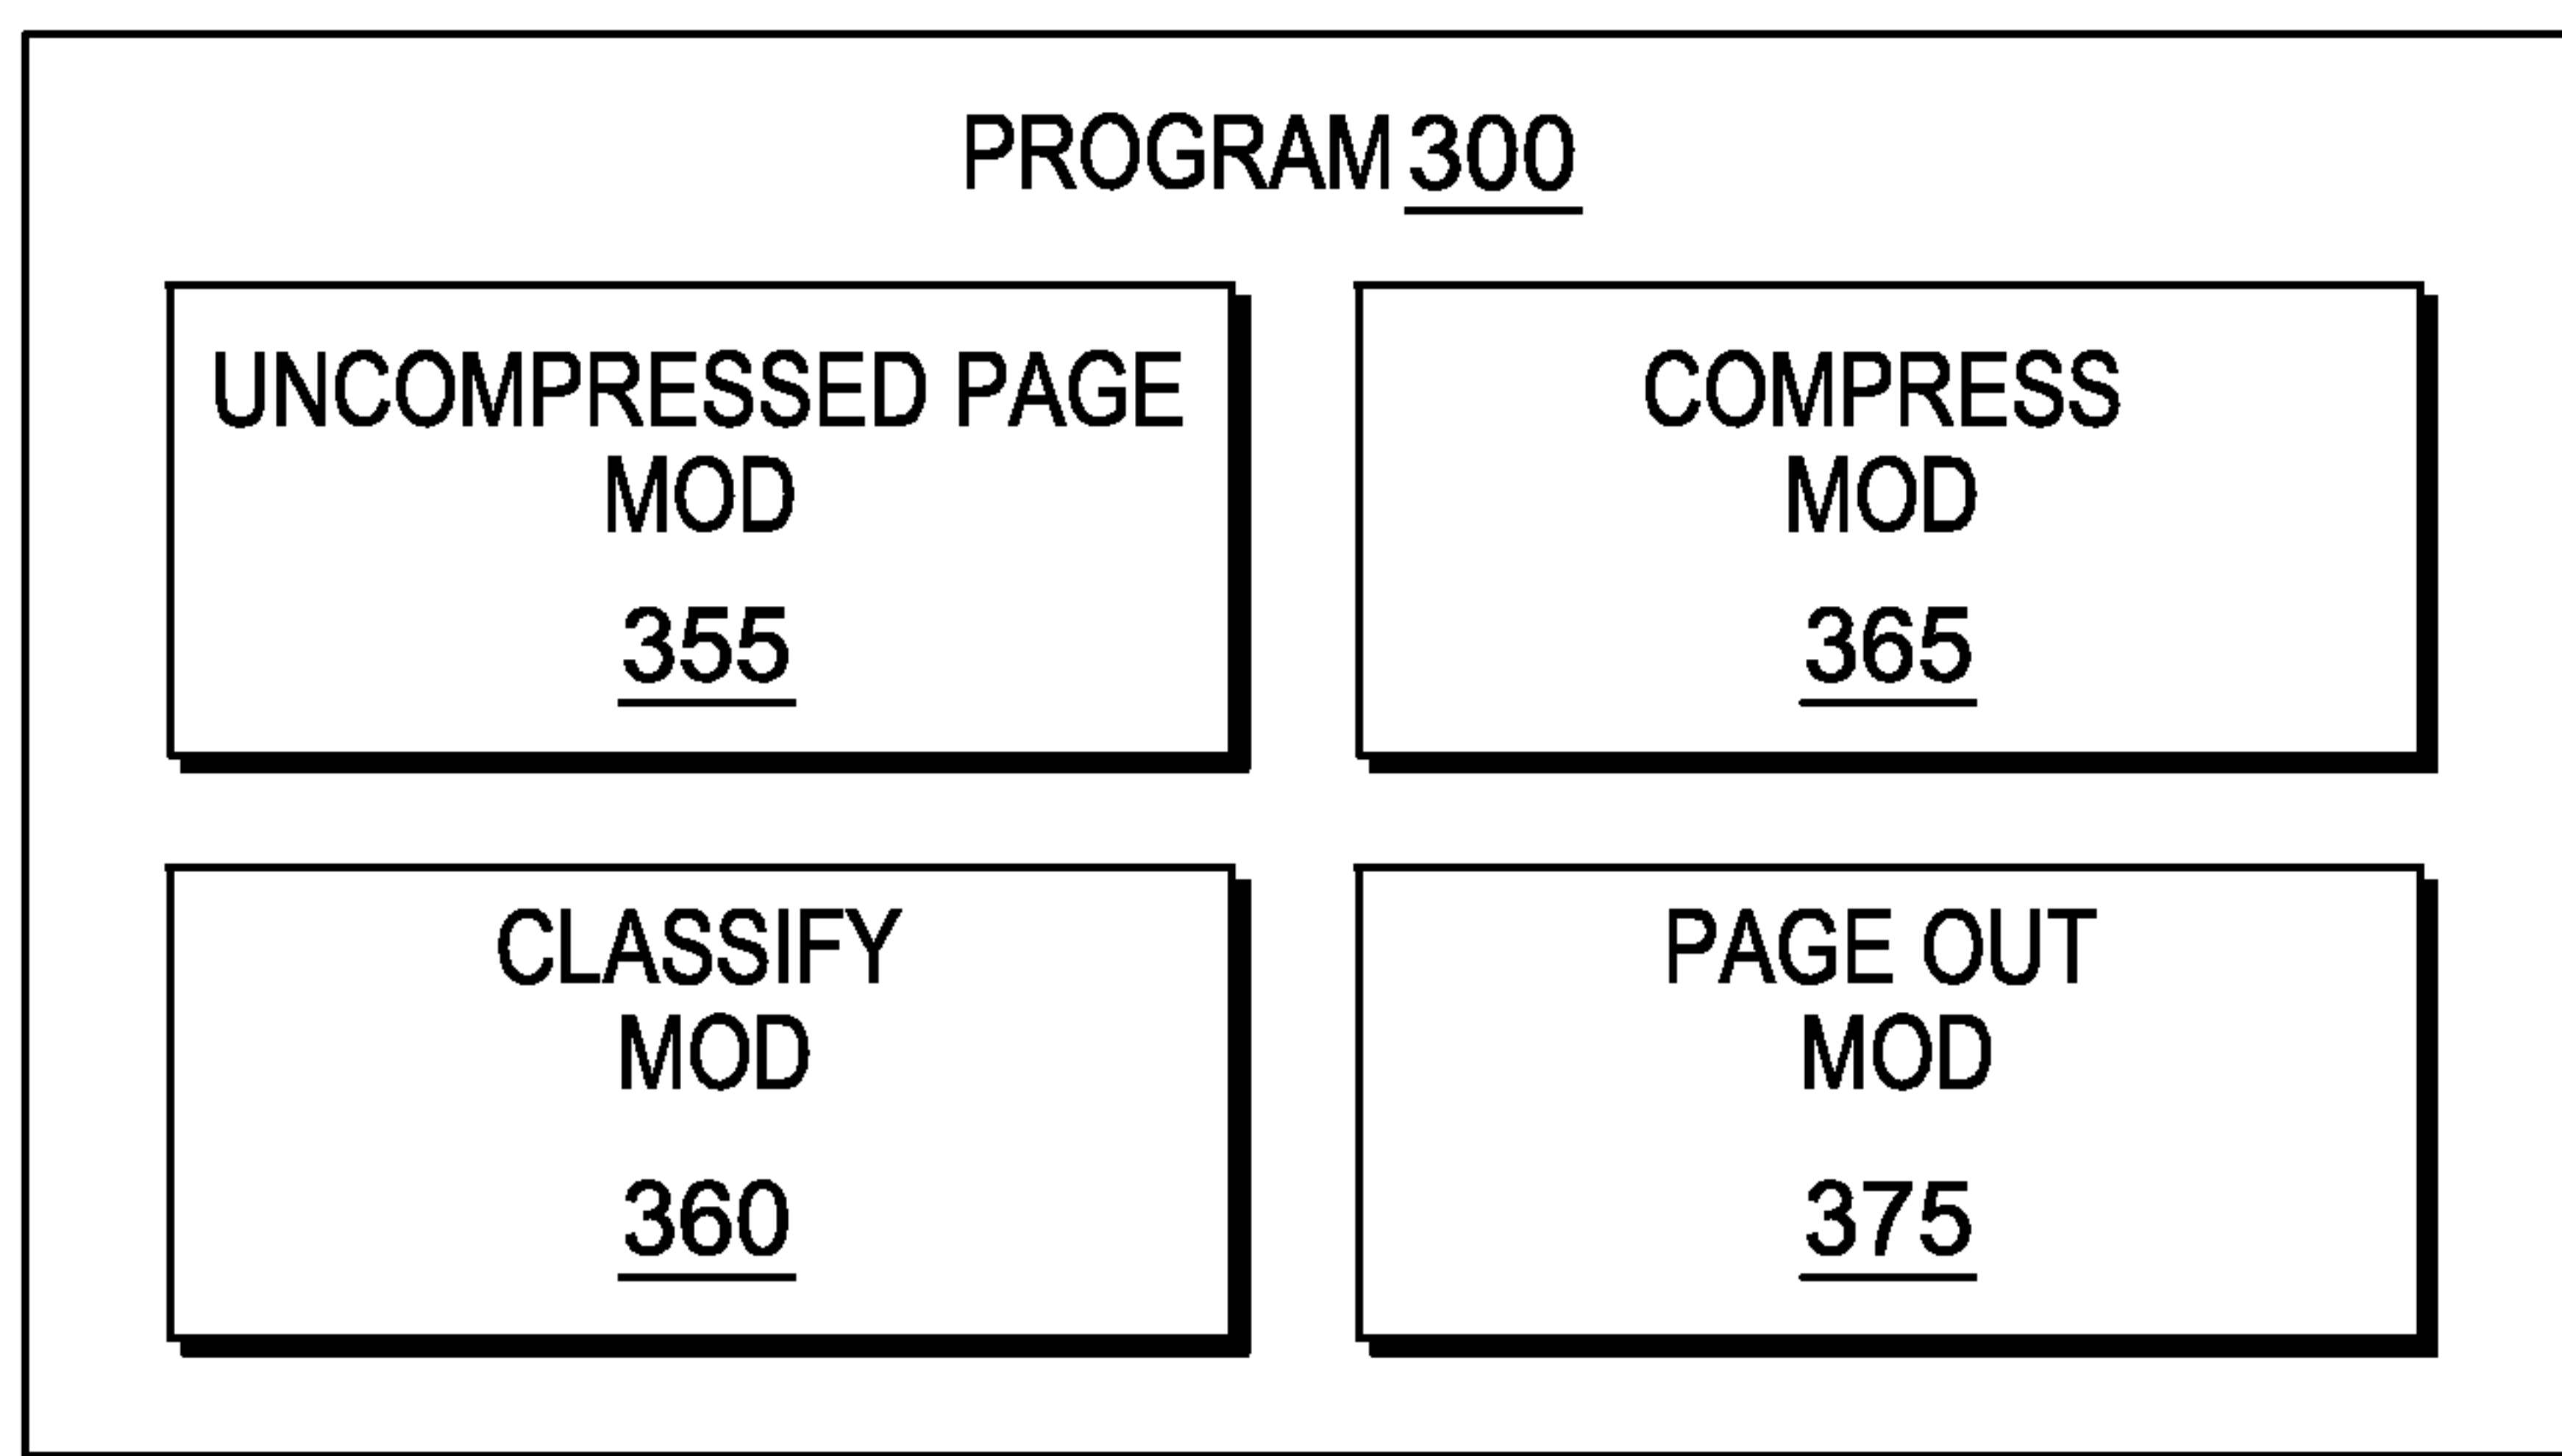 PROGRAM 300
UNCOMPRESSED PAGE
MOD
355
COMPRESS
MOD
365
CLASSIFY
MOD
360
PAGE OUT
MOD
375